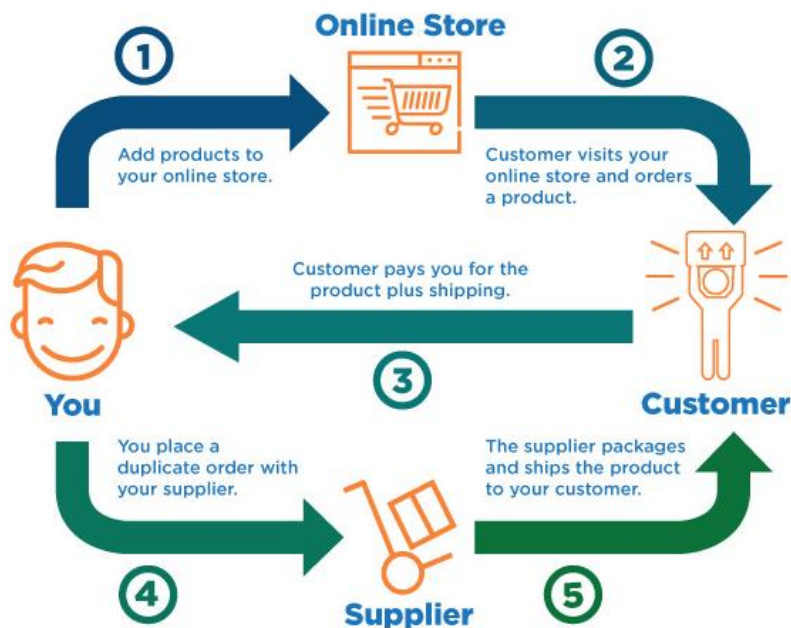 Online Store
1
2
Add products to
your online store.
Customer visits your
online store and orders
a product.
Customer pays you for the
product plus shipping.
3
You
Customer
You place a
duplicate order with
your supplier.
The supplier packages
and ships the product
to your customer.
4
Supplier
5